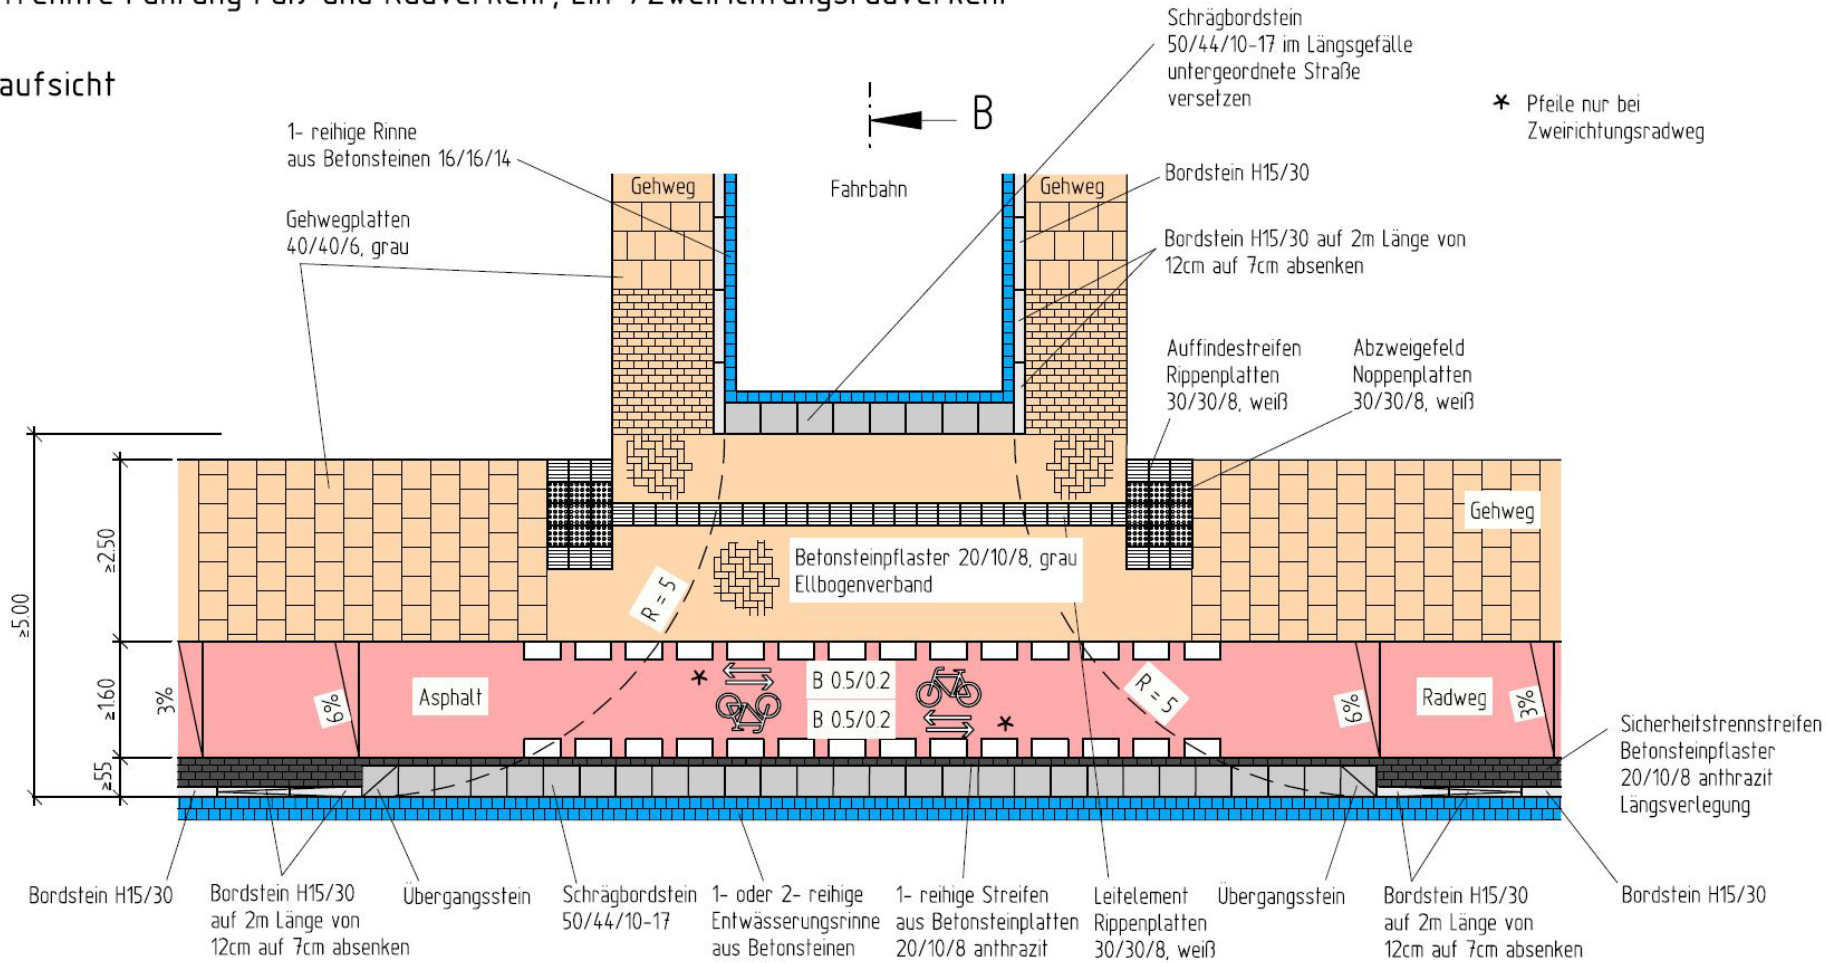 Führung Fuß-und Radverkehr, Ein-/Zweirichtungsradverkehr
aufsicht
Schrägbordstein
50/44/10-17 im Längsgefälle
untergeordnete Straße
versetzen
B
* Pfeile nur bei
Zweirichtungsradweg
1- reihige Rinne
aus Betonsteinen 16/16/14
Gehweg
Fahrbahn
Gehweg
Bordstein H15/30
Gehwegplatten
40/40/6, grau
Bordstein H15/30 auf 2m Länge von
12cm auf 7cm absenken
Auffindestreifen
Rippenplatten
30/30/8, weiß
Abzweigefeld
Noppenplatten
30/30/8, weiß
Gehweg
≥2.50
≥5.00
Betonsteinpflaster 20/10/8, grau
Ellbogenverband
R = 5
R = 5
≥1.60
3%
6%
Asphalt
*
B 0.5/0.2
B 0.5/0.2
*
6%
Radweg
3%
≥55
Sicherheitstrennstreifen
Betonsteinpflaster
20/10/8 anthrazit
Längsverlegung
Bordstein H15/30
Bordstein H15/30
auf 2m Länge von
12cm auf 7cm absenken
Übergangsstein
Schrägbordstein
50/44/10-17
1- oder 2- reihige
Entwässerungsrinne
aus Betonsteinen
1- reihige Streifen
aus Betonsteinplatten
20/10/8 anthrazit
Leitelement
Rippenplatten
30/30/8, weiß
Übergangsstein
Bordstein H15/30
auf 2m Länge von
12cm auf 7cm absenken
Bordstein H15/30